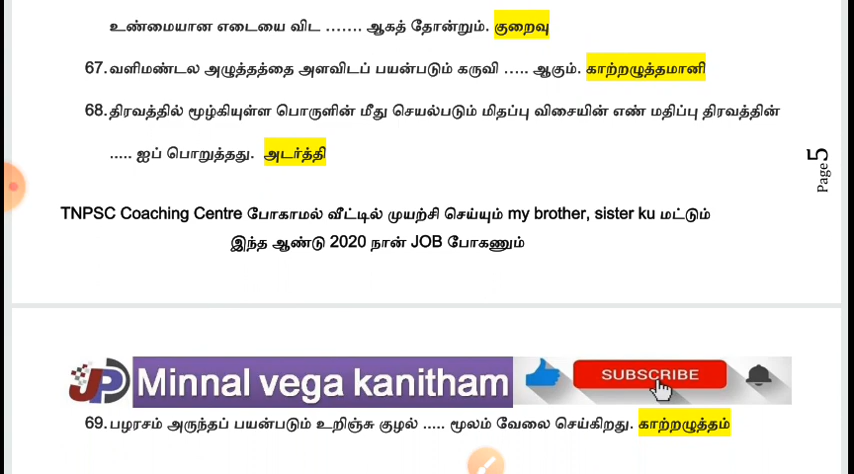 உண்மையான எடையை விட ……. ஆகத் தோன்றும். குறைவு
67. வளிமண்டல அழுத்தத்தை அளவிடப் பயன்படும் கருவி ….. ஆகும். காற்றழுத்தமானி
68. திரவத்தில் மூழ்கியுள்ள பொருளின் மீது செயல்படும் மிதப்பு விசையின் எண் மதிப்பு திரவத்தின்
….. ஐப் பொறுத்தது. அடர்த்தி
Page 5
TNPSC Coaching Centre போகாமல் வீட்டில் முயற்சி செய்யும் my brother, sister ku மட்டும்
இந்த ஆண்டு 2020 நான் JOB போகணும்
JP Minnal vega kanitham SUBSCRIBE
69. பழரசம் அருந்தப் பயன்படும் உறிஞ்சு குழல் ….. மூலம் வேலை செய்கிறது. காற்றழுத்தம்